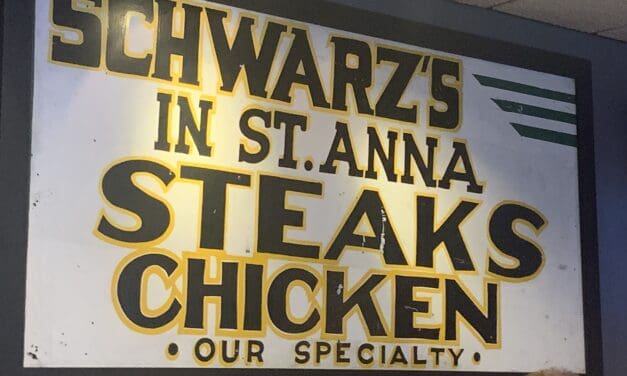 SCHWARZ'S
IN ST. ANNA
STEAKS
CHICKEN
• OUR SPECIALTY •